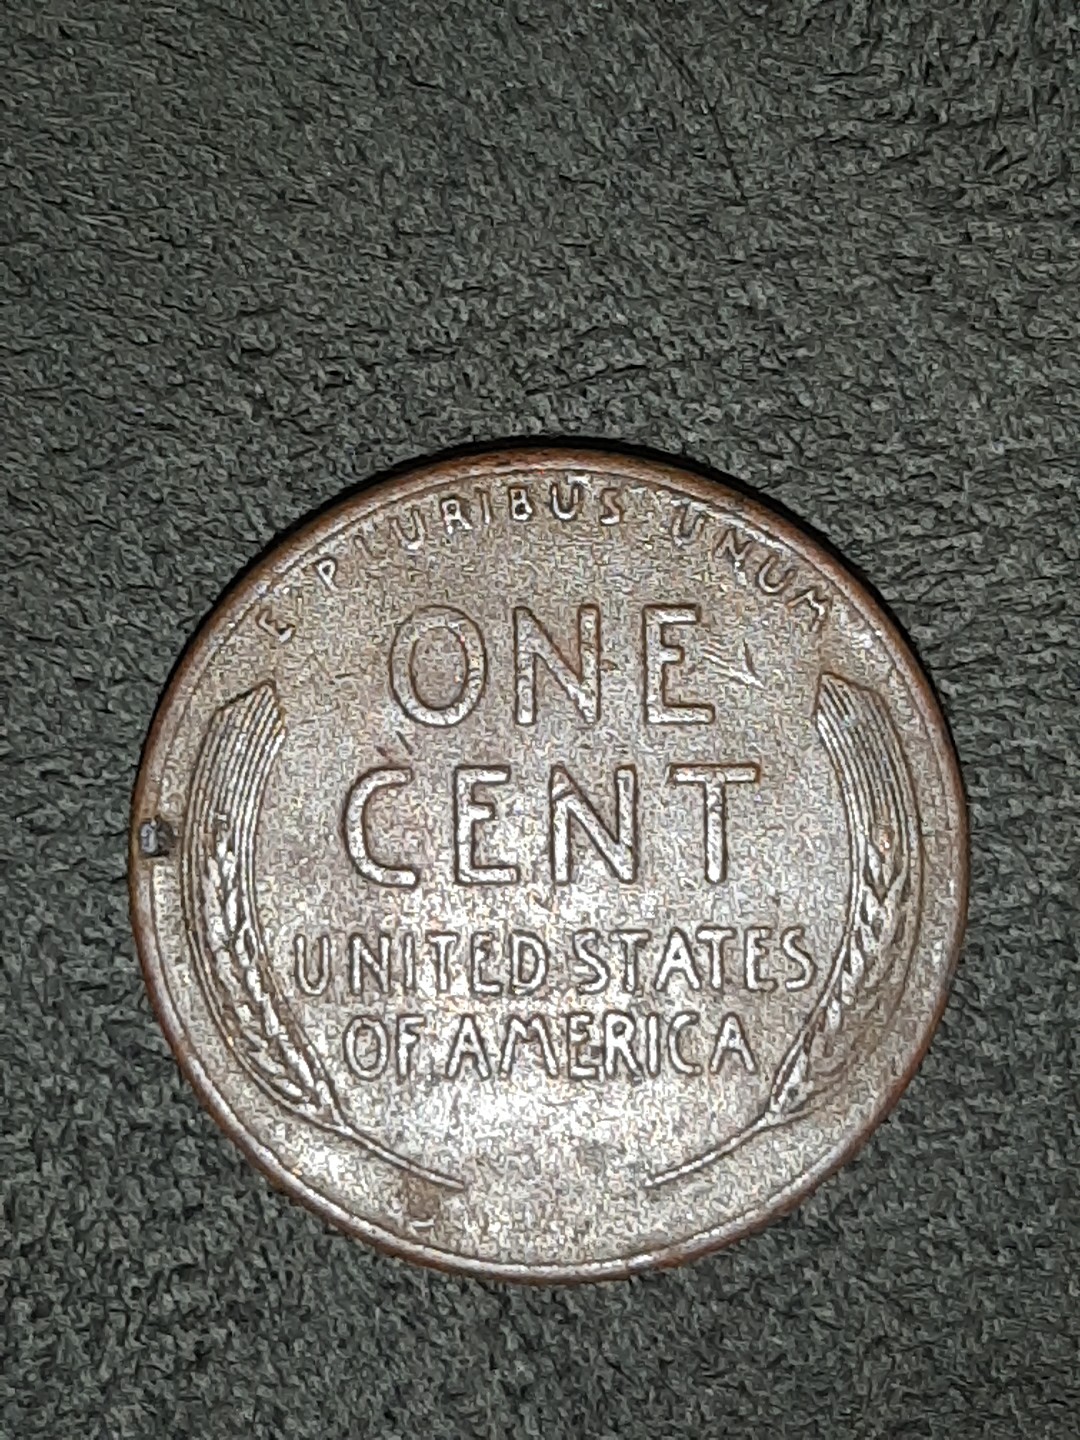 E PLURIBUS UNUM
ONE
CENT
UNITED STATES
OF AMERICA